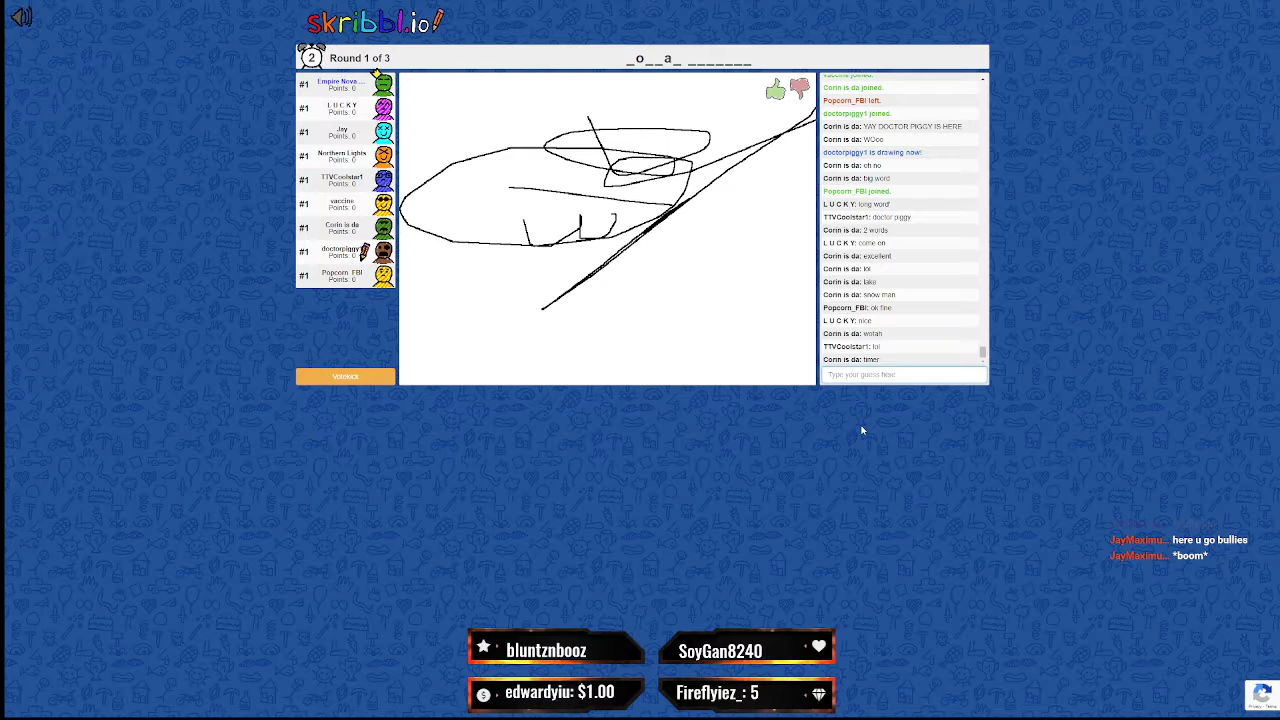 skribbl.io
2
Round 1 of 3
_o__a_ _______
#1 Empire Nova ...
Points: 0
#1 L U C K Y
Points: 0
#1 Jay
Points: 0
#1 Northern Lights
Points: 0
#1 TTVCoolstar1
Points: 0
#1 vaccine
Points: 0
#1 Corin is da
Points: 0
#1 doctorpiggy1
Points: 0
#1 Popcorn_FBI
Points: 0
Votekick
vaccine joined.
Corin is da joined.
Popcorn_FBI left.
doctorpiggy1 joined.
Corin is da: YAY DOCTOR PIGGY IS HERE
Corin is da: WOoo
doctorpiggy1 is drawing now!
Corin is da: oh no
Corin is da: big word
Popcorn_FBI joined.
L U C K Y: long word'
TTVCoolstar1: doctor piggy
Corin is da: 2 words
L U C K Y: come on
Corin is da: excellent
Corin is da: lol
Corin is da: lake
Corin is da: snow man
Popcorn_FBI: ok fine
L U C K Y: nice
Corin is da: wotah
TTVCoolstar1: lol
Corin is da: timer
Type your guess here
JayMaximu... here u go bullies
JayMaximu... *boom*
bluntznbooz
SoyGan8240
edwardyiu: $1.00
Fireflyiez_: 5
Privacy - Terms